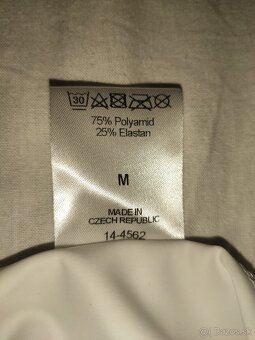 30
75% Polyamid
25% Elastan
M
MADE IN
CZECH REPUBLIC
14-4562